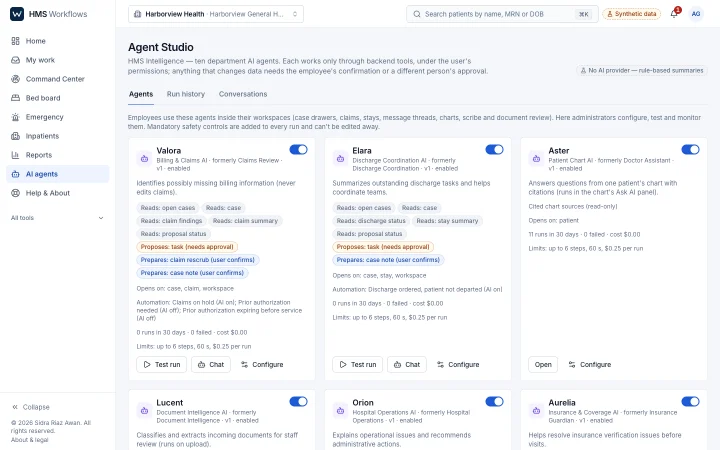 HMS Workflows
Harborview Health · Harborview General H...
Search patients by name, MRN or DOB
⌘K
Synthetic data
1
AG
Home
My work
Command Center
Bed board
Emergency
Inpatients
Reports
AI agents
Help & About
All tools
Collapse
© 2026 Sidra Riaz Awan. All
rights reserved.
About & legal
Agent Studio
HMS Intelligence — ten department AI agents. Each works only through backend tools, under the user's
permissions; anything that changes data needs the employee's confirmation or a different person's approval.
No AI provider — rule-based summaries
Agents
Run history
Conversations
Employees use these agents inside their workspaces (case drawers, claims, stays, message threads, charts, scribe and document review). Here administrators configure, test and monitor
them. Mandatory safety controls are added to every run and can't be edited away.
Valora
Billing & Claims AI · formerly Claims Review ·
v1 · enabled
Identifies possibly missing billing information (never
edits claims).
Reads: open cases
Reads: case
Reads: claim findings
Reads: claim summary
Reads: proposal status
Proposes: task (needs approval)
Prepares: claim rescrub (user confirms)
Prepares: case note (user confirms)
Opens on: case, claim, workspace
Automation: Claims on hold (AI on); Prior authorization
needed (AI off); Prior authorization expiring before service
(AI off)
0 runs in 30 days · 0 failed · cost $0.00
Limits: up to 6 steps, 60 s, $0.25 per run
Test run
Chat
Configure
Elara
Discharge Coordination AI · formerly
Discharge Coordination · v1 · enabled
Summarizes outstanding discharge tasks and helps
coordinate teams.
Reads: open cases
Reads: case
Reads: discharge status
Reads: stay summary
Reads: proposal status
Proposes: task (needs approval)
Prepares: case note (user confirms)
Opens on: case, stay, workspace
Automation: Discharge ordered, patient not departed (AI on)
0 runs in 30 days · 0 failed · cost $0.00
Limits: up to 6 steps, 60 s, $0.25 per run
Test run
Chat
Configure
Aster
Patient Chart AI · formerly Doctor Assistant ·
v1 · enabled
Answers questions from one patient's chart with
citations (runs in the chart's Ask AI panel).
Cited chart sources (read-only)
Opens on: patient
11 runs in 30 days · 0 failed · cost $0.00
Limits: up to 6 steps, 60 s, $0.25 per run
Open
Configure
Lucent
Document Intelligence AI · formerly
Document Intelligence · v1 · enabled
Classifies and extracts incoming documents for staff
review (runs on upload).
Orion
Hospital Operations AI · formerly Hospital
Operations · v1 · enabled
Explains operational issues and recommends
administrative actions.
Aurelia
Insurance & Coverage AI · formerly Insurance
Guardian · v1 · enabled
Helps resolve insurance verification issues before
visits.